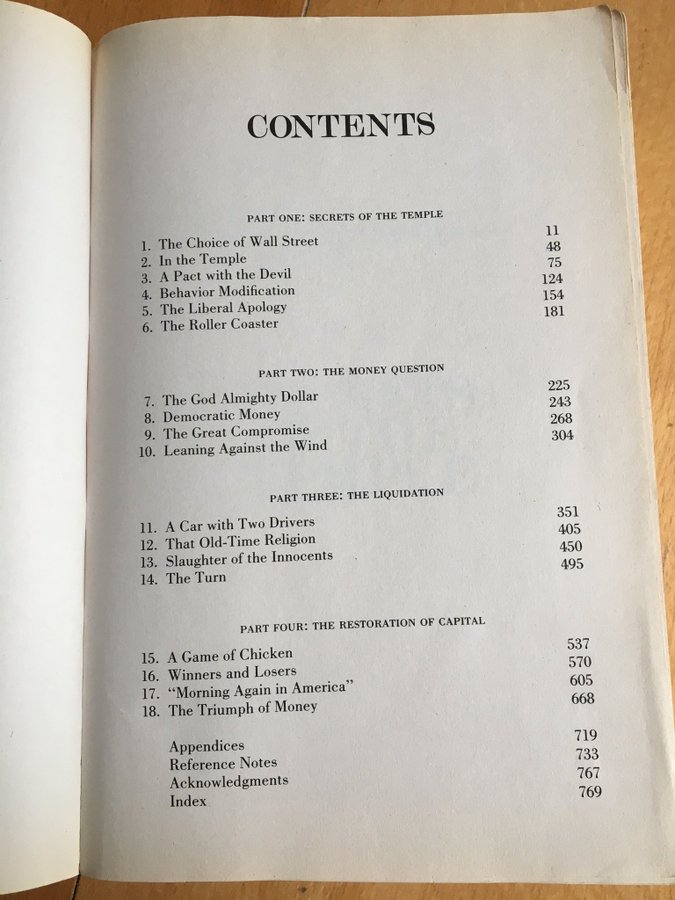 CONTENTS
PART ONE: SECRETS OF THE TEMPLE
1. The Choice of Wall Street 11
2. In the Temple 48
3. A Pact with the Devil 75
4. Behavior Modification 124
5. The Liberal Apology 154
6. The Roller Coaster 181
PART TWO: THE MONEY QUESTION
7. The God Almighty Dollar 225
8. Democratic Money 243
9. The Great Compromise 268
10. Leaning Against the Wind 304
PART THREE: THE LIQUIDATION
11. A Car with Two Drivers 351
12. That Old-Time Religion 405
13. Slaughter of the Innocents 450
14. The Turn 495
PART FOUR: THE RESTORATION OF CAPITAL
15. A Game of Chicken 537
16. Winners and Losers 570
17. “Morning Again in America” 605
18. The Triumph of Money 668
Appendices 719
Reference Notes 733
Acknowledgments 767
Index 769